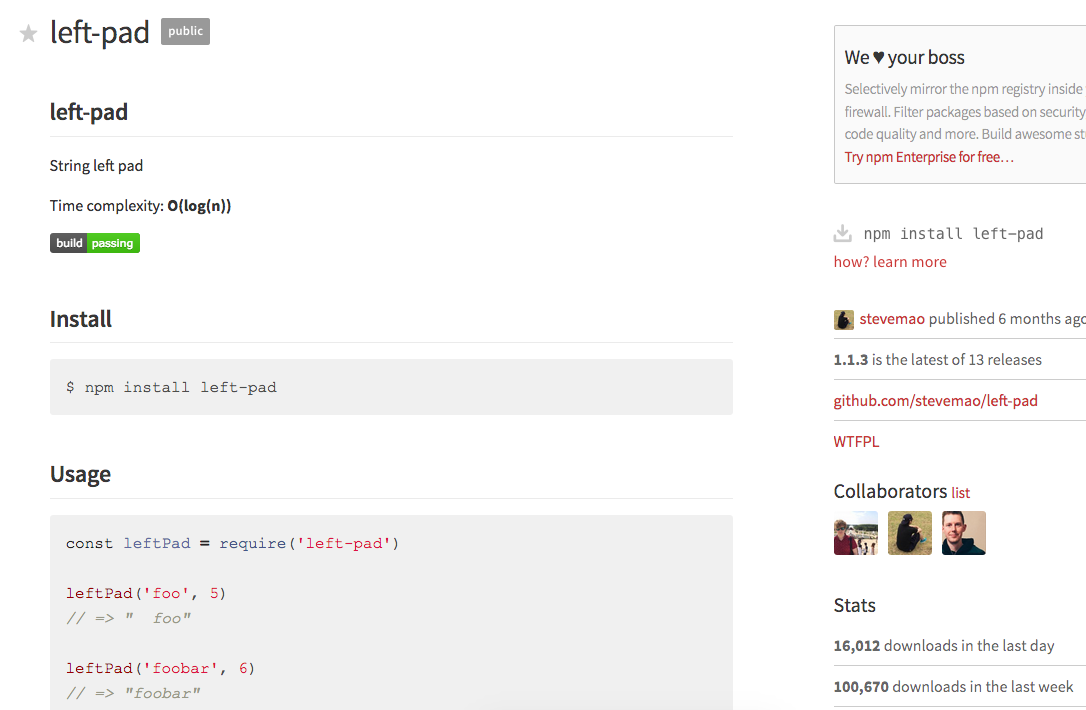 left-pad public
left-pad
String left pad
Time complexity: O(log(n))
build passing
Install
$ npm install left-pad
Usage
const leftPad = require('left-pad')
leftPad('foo', 5)
// => "  foo"
leftPad('foobar', 6)
// => "foobar"
We ♥ your boss
Selectively mirror the npm registry inside
firewall. Filter packages based on security
code quality and more. Build awesome
Try npm Enterprise for free…
npm install left-pad
how? learn more
stevemao published 6 months ago
1.1.3 is the latest of 13 releases
github.com/stevemao/left-pad
WTFPL
Collaborators list
Stats
16,012 downloads in the last day
100,670 downloads in the last week